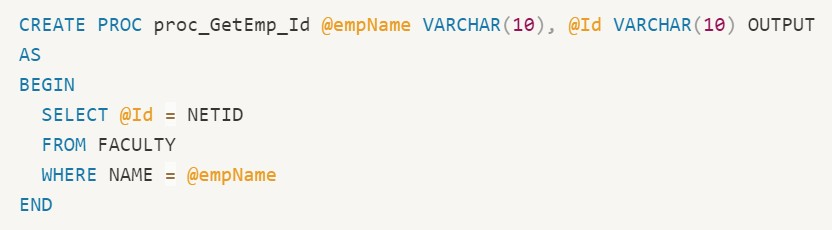 CREATE PROC proc_GetEmp_Id @empName VARCHAR(10), @Id VARCHAR(10) OUTPUT
AS
BEGIN
  SELECT @Id = NETID
  FROM FACULTY
  WHERE NAME = @empName
END